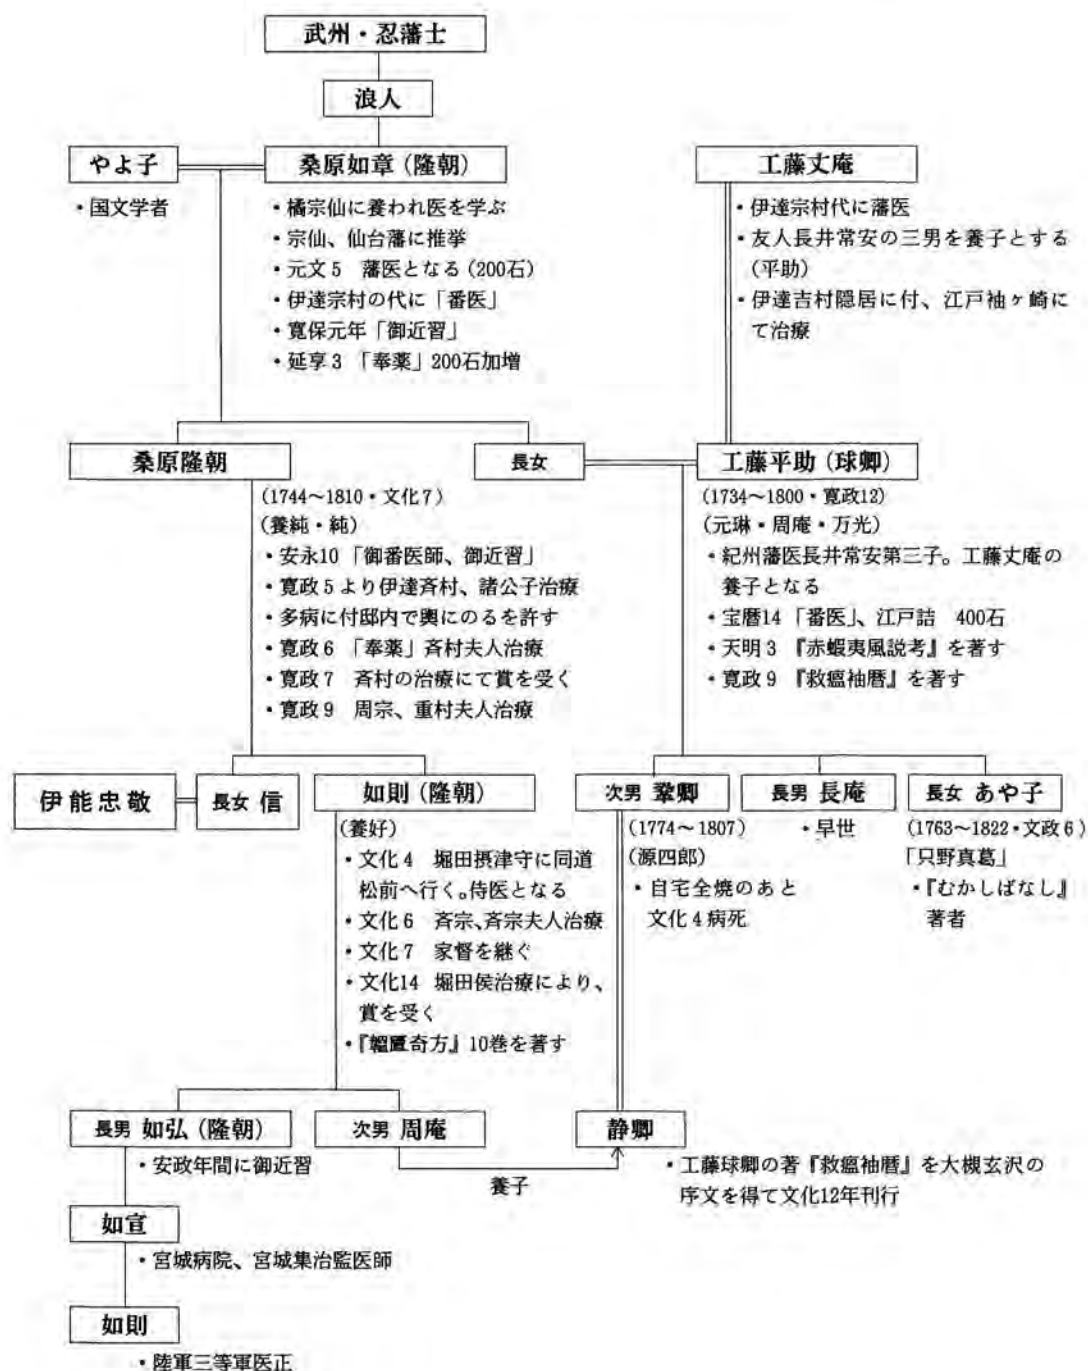 武州・忍藩士
浪人
やよ子
・国文学者
桑原如章(隆朝)
・橘宗仙に養われ医を学ぶ
・宗仙、仙台藩に推挙
・元文5 藩医となる(200石)
・伊達宗村の代に「番医」
・寛保元年「御近習」
・延享3 「奉薬」200石加増
工藤丈庵
・伊達宗村代に藩医
・友人長井常安の三男を養子とする
(平助)
・伊達吉村隠居に付、江戸袖ヶ崎に
て治療
桑原隆朝
(1744〜1810・文化7)
(養純・純)
・安永10 「御番医師、御近習」
・寛政5より伊達斉村、諸公子治療
・多病に付邸内で輿にのるを許す
・寛政6 「奉薬」斉村夫人治療
・寛政7 斉村の治療にて賞を受く
・寛政9 周宗、重村夫人治療
長女
工藤平助(球卿)
(1734〜1800・寛政12)
(元琳・周庵・万光)
・紀州藩医長井常安第三子。工藤丈庵の
養子となる
・宝暦14 「番医」、江戸詰 400石
・天明3 『赤蝦夷風説考』を著す
・寛政9 『救瘟袖暦』を著す
伊能忠敬
長女 信
如則(隆朝)
(養好)
・文化4 堀田摂津守に同道
松前へ行く。侍医となる
・文化6 斉宗、斉宗夫人治療
・文化7 家督を継ぐ
・文化14 堀田侯治療により、
賞を受く
・『韞匵奇方』10巻を著す
次男 鞏卿
(1774〜1807)
(源四郎)
・自宅全焼のあと
文化4病死
長男 長庵
・早世
長女 あや子
(1763〜1822・文政6)
「只野真葛」
・『むかしばなし』
著者
長男 如弘(隆朝)
・安政年間に御近習
次男 周庵
養子
静卿
・工藤球卿の著『救瘟袖暦』を大槻玄沢の
序文を得て文化12年刊行
如宣
・宮城病院、宮城集治監医師
如則
・陸軍三等軍医正